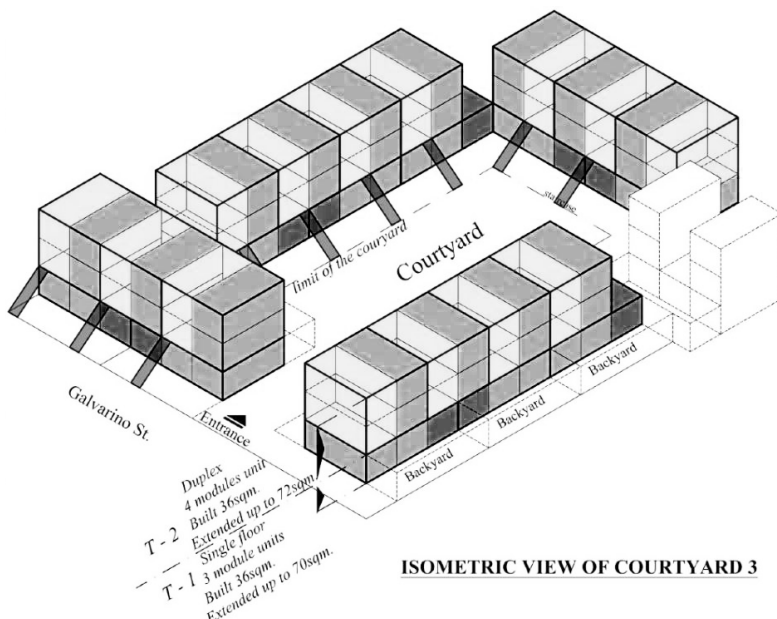 limit of the couryard
Courtyard
staircase
Galvarino St.
Entrance
Backyard
Backyard
Backyard
T - 2
Duplex
4 modules unit
Built 36sqm.
Extended up to 72sqm
T - 1
Single floor
3 module units
Built 36sqm.
Extended up to 70sqm.
ISOMETRIC VIEW OF COURTYARD 3